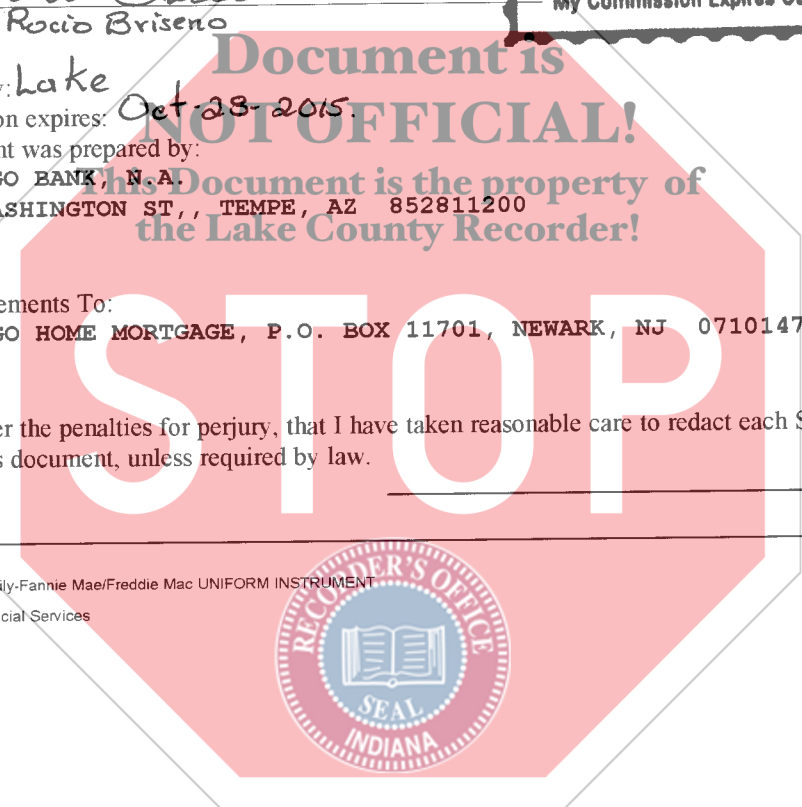 Rocio Briseno
My Commission Expires
Document is
y: Lake
NOT OFFICIAL!
on expires: Oct-28-2015.
nt was prepared by:
GO BANK, N.A.
This Document is the property of
ASHINGTON ST,, TEMPE, AZ 852811200
the Lake County Recorder!
ements To:
GO HOME MORTGAGE, P.O. BOX 11701, NEWARK, NJ 0710147
STOP
er the penalties for perjury, that I have taken reasonable care to redact each S
s document, unless required by law.
ily-Fannie Mae/Freddie Mac UNIFORM INSTRUMENT
cial Services
RECORDER'S OFFICE
SEAL
INDIANA